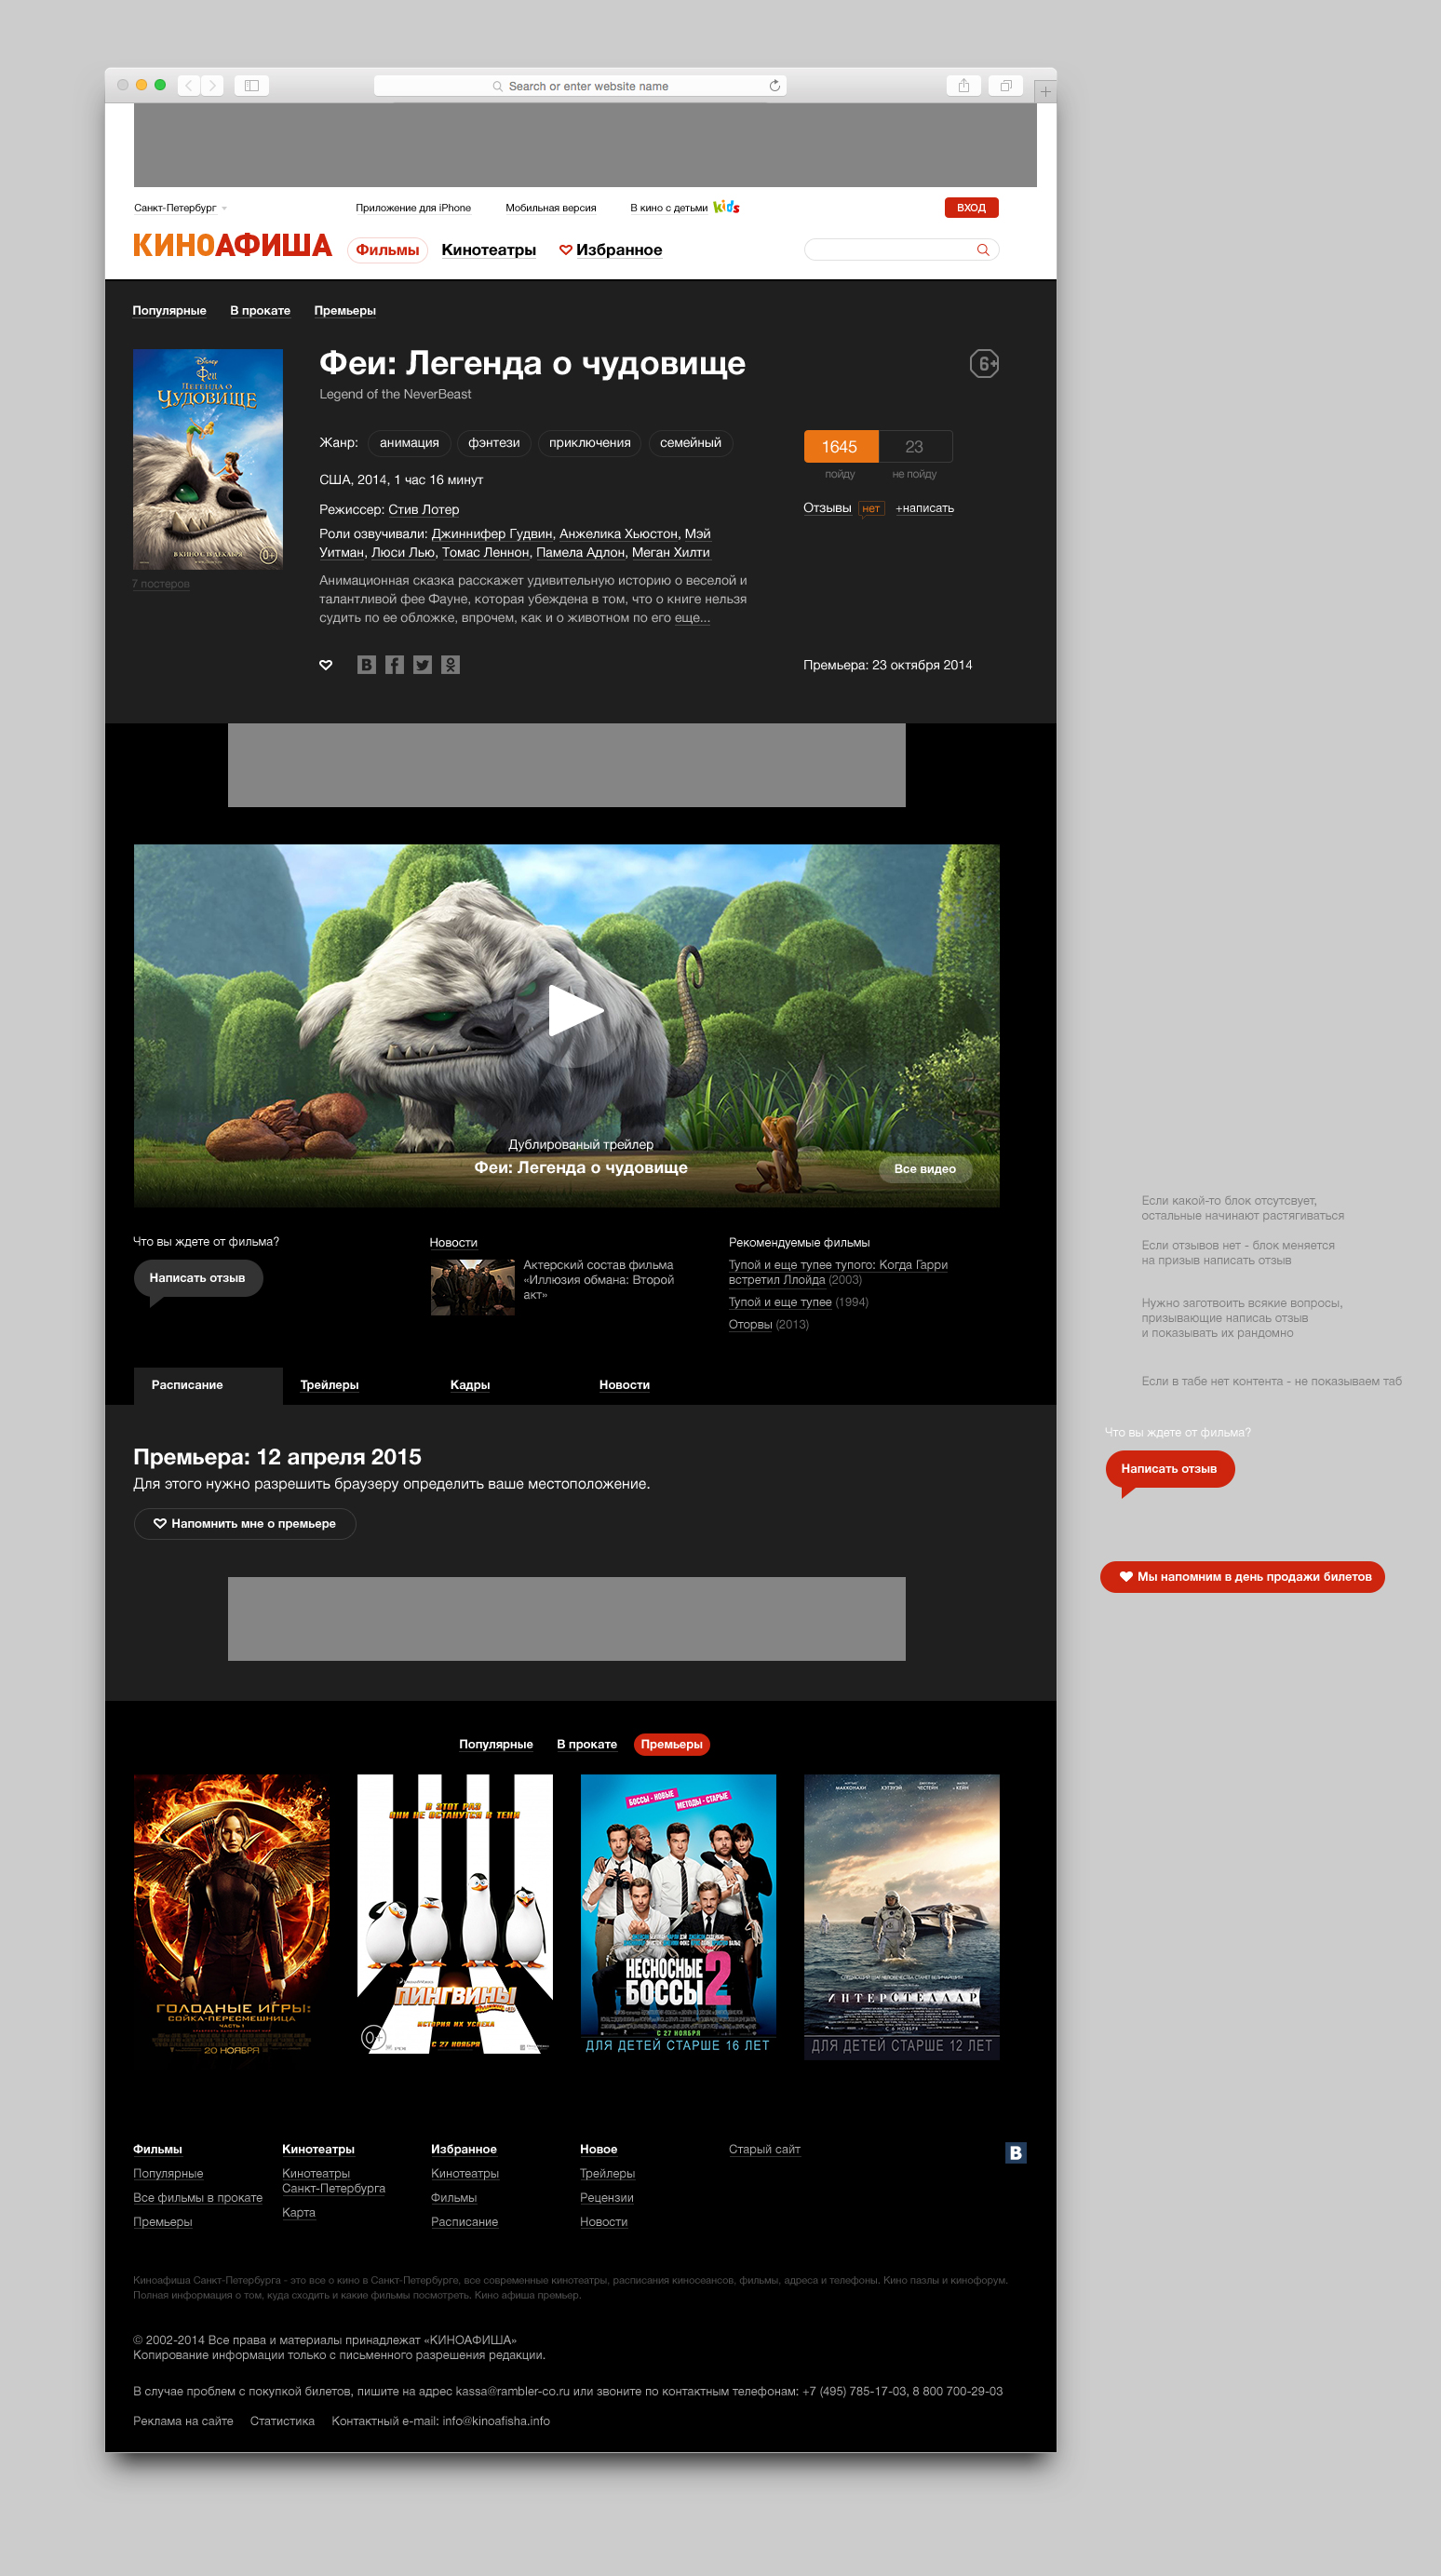 Search or enter website name
Санкт-Петербург
Приложение для iPhone
Мобильная версия
В кино с детьми kids
ВХОД
КИНОАФИША
Фильмы
Кинотеатры
Избранное
Популярные
В прокате
Премьеры
Disney
Феи
ЛЕГЕНДА О
ЧУДОВИЩЕ
0+
7 постеров
Феи: Легенда о чудовище
6+
Legend of the NeverBeast
Жанр: анимация фэнтези приключения семейный
1645 23
пойду не пойду
США, 2014, 1 час 16 минут
Отзывы нет +написать
Режиссер: Стив Лотер
Роли озвучивали: Джиннифер Гудвин, Анжелика Хьюстон, Мэй
Уитман, Люси Лью, Томас Леннон, Памела Адлон, Меган Хилти
Анимационная сказка расскажет удивительную историю о веселой и
талантливой фее Фауне, которая убеждена в том, что о книге нельзя
судить по ее обложке, впрочем, как и о животном по его еще...
Премьера: 23 октября 2014
Дублированый трейлер
Феи: Легенда о чудовище
Все видео
Что вы ждете от фильма?
Написать отзыв
Новости
Актерский состав фильма
«Иллюзия обмана: Второй
акт»
Рекомендуемые фильмы
Тупой и еще тупее тупого: Когда Гарри
встретил Ллойда (2003)
Тупой и еще тупее (1994)
Оторвы (2013)
Расписание
Трейлеры
Кадры
Новости
Премьера: 12 апреля 2015
Для этого нужно разрешить браузеру определить ваше местоположение.
Напомнить мне о премьере
Если какой-то блок отсутсвует,
остальные начинают растягиваться
Если отзывов нет - блок меняется
на призыв написать отзыв
Нужно заготвоить всякие вопросы,
призывающие написаь отзыв
и показывать их рандомно
Если в табе нет контента - не показываем таб
Что вы ждете от фильма?
Написать отзыв
Мы напомним в день продажи билетов
Популярные
В прокате
Премьеры
ГОЛОДНЫЕ ИГРЫ:
СОЙКА-ПЕРЕСМЕШНИЦА
ЧАСТЬ 1
20 НОЯБРЯ
В ЭТОТ РАЗ
ОНИ НЕ ОСТАНУТСЯ В ТЕНИ
ПИНГВИНЫ
ИСТОРИЯ ИХ УСПЕХА
0+
С 27 НОЯБРЯ
БОССЫ - НОВЫЕ
МЕТОДЫ - СТАРЫЕ
НЕСНОСНЫЕ
БОССЫ 2
С 27 НОЯБРЯ
ДЛЯ ДЕТЕЙ СТАРШЕ 16 ЛЕТ
МАККОНАХИ ХЭТЭУЭЙ ЧЕСТЕЙН КЕЙН
ИНТЕРСТЕЛЛАР
ДЛЯ ДЕТЕЙ СТАРШЕ 12 ЛЕТ
Фильмы
Популярные
Все фильмы в прокате
Премьеры
Кинотеатры
Кинотеатры
Санкт-Петербурга
Карта
Избранное
Кинотеатры
Фильмы
Расписание
Новое
Трейлеры
Рецензии
Новости
Старый сайт
Киноафиша Санкт-Петербурга - это все о кино в Санкт-Петербурге, все современные кинотеатры, расписания киносеансов, фильмы, адреса и телефоны. Кино пазлы и кинофорум.
Полная информация о том, куда сходить и какие фильмы посмотреть. Кино афиша премьер.
© 2002-2014 Все права и материалы принадлежат «КИНОАФИША»
Копирование информации только с письменного разрешения редакции.
В случае проблем с покупкой билетов, пишите на адрес kassa@rambler-co.ru или звоните по контактным телефонам: +7 (495) 785-17-03, 8 800 700-29-03
Реклама на сайте Статистика Контактный e-mail: info@kinoafisha.info